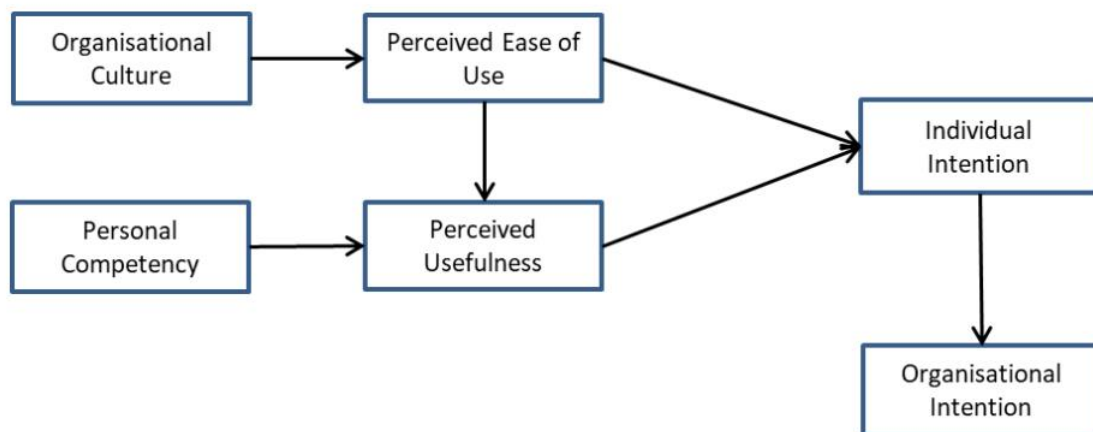 Organisational
Culture
Perceived Ease of
Use
Individual
Intention
Personal
Competency
Perceived
Usefulness
Organisational
Intention